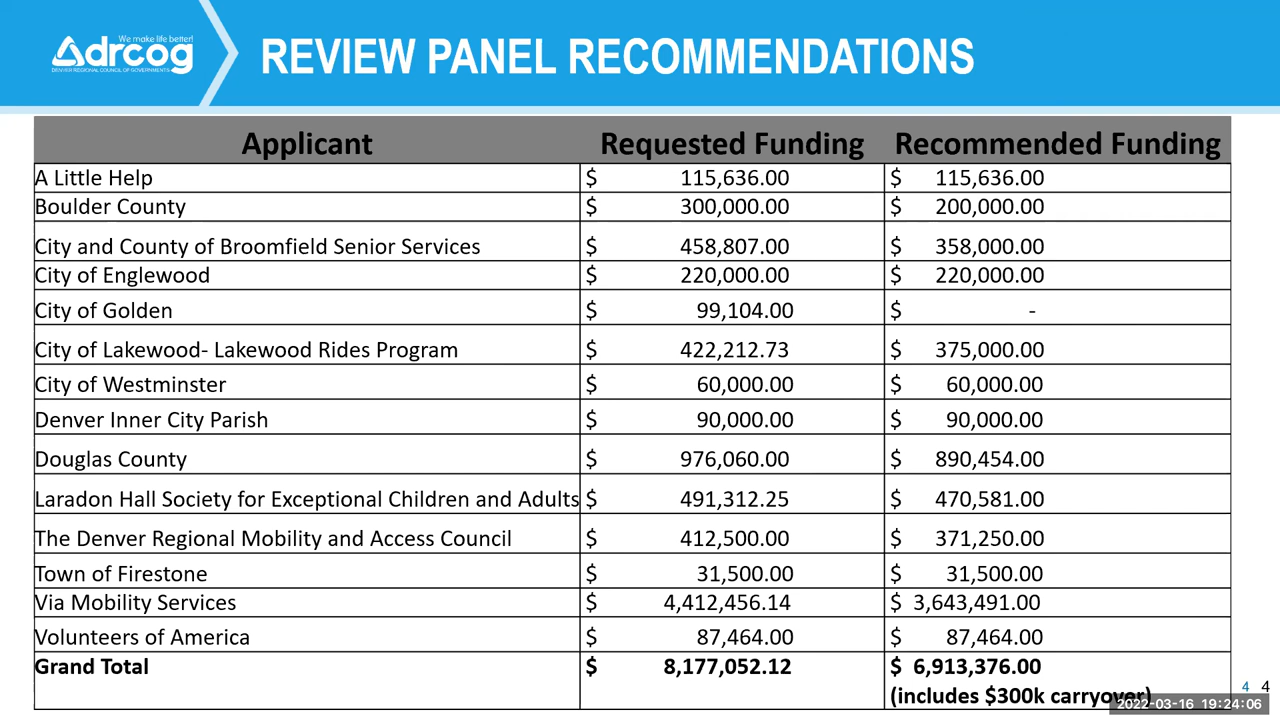 We make life better!
drcog
DENVER REGIONAL COUNCIL OF GOVERNMENTS
REVIEW PANEL RECOMMENDATIONS
Applicant Requested Funding Recommended Funding
A Little Help $ 115,636.00 $ 115,636.00
Boulder County $ 300,000.00 $ 200,000.00
City and County of Broomfield Senior Services $ 458,807.00 $ 358,000.00
City of Englewood $ 220,000.00 $ 220,000.00
City of Golden $ 99,104.00 $ -
City of Lakewood- Lakewood Rides Program $ 422,212.73 $ 375,000.00
City of Westminster $ 60,000.00 $ 60,000.00
Denver Inner City Parish $ 90,000.00 $ 90,000.00
Douglas County $ 976,060.00 $ 890,454.00
Laradon Hall Society for Exceptional Children and Adults $ 491,312.25 $ 470,581.00
The Denver Regional Mobility and Access Council $ 412,500.00 $ 371,250.00
Town of Firestone $ 31,500.00 $ 31,500.00
Via Mobility Services $ 4,412,456.14 $ 3,643,491.00
Volunteers of America $ 87,464.00 $ 87,464.00
Grand Total $ 8,177,052.12 $ 6,913,376.00
(includes $300k carryover)
4 4
2022-03-16 19:24:06